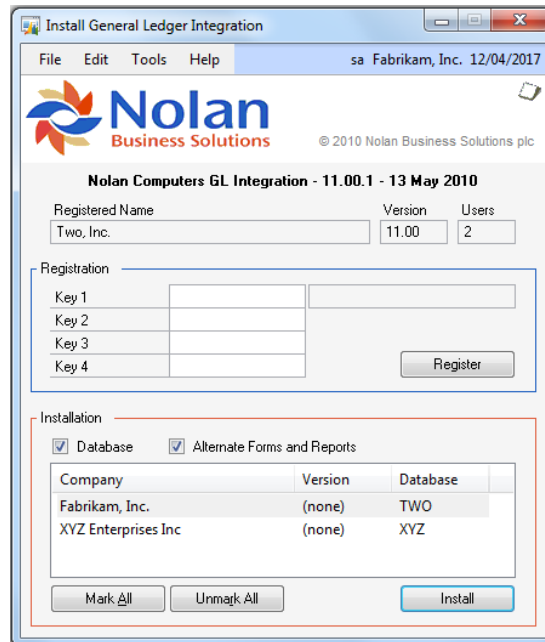 Install General Ledger Integration
File Edit Tools Help sa Fabrikam, Inc. 12/04/2017
Nolan
Business Solutions © 2010 Nolan Business Solutions plc
Nolan Computers GL Integration - 11.00.1 - 13 May 2010
Registered Name Version Users
Two, Inc. 11.00 2
Registration
Key 1
Key 2
Key 3
Key 4 Register
Installation
Database Alternate Forms and Reports
Company Version Database
Fabrikam, Inc. (none) TWO
XYZ Enterprises Inc (none) XYZ
Mark All Unmark All Install